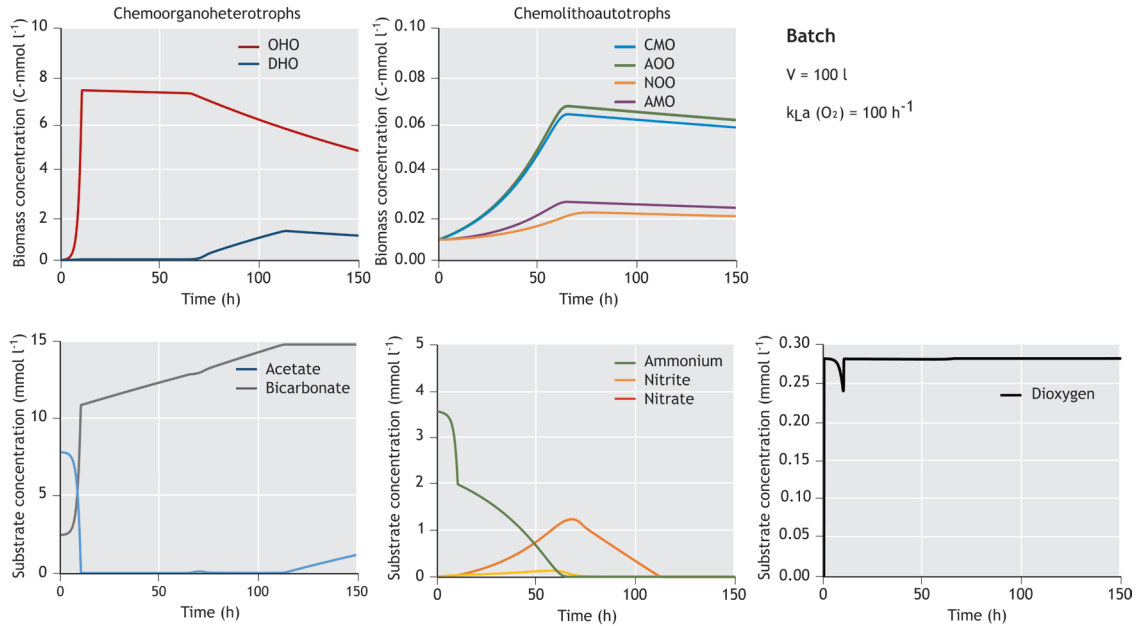 Chemoorganoheterotrophs
Biomass concentration (C-mmol l-1)
10
8
6
4
2
0
OHO
DHO
0
50
100
150
Time (h)
Chemolithoautotrophs
Biomass concentration (C-mmol l-1)
0.10
0.08
0.06
0.04
0.02
0.00
CMO
AOO
NOO
AMO
0
50
100
150
Time (h)
Batch
V = 100 l
kLa (O2) = 100 h-1
Substrate concentration (mmol l-1)
15
10
5
0
Acetate
Bicarbonate
0
50
100
150
Time (h)
Substrate concentration (mmol l-1)
5
4
3
2
1
0
Ammonium
Nitrite
Nitrate
0
50
100
150
Time (h)
Substrate concentration (mmol l-1)
0.30
0.25
0.20
0.15
0.10
0.05
0.00
Dioxygen
0
50
100
150
Time (h)